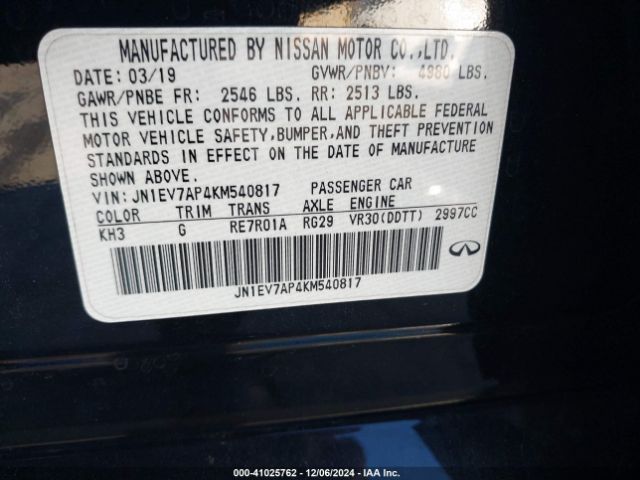 MANUFACTURED BY NISSAN MOTOR CO.,LTD.
DATE: 03/19 GVWR/PNBV: 4980 LBS.
GAWR/PNBE FR: 2546 LBS. RR: 2513 LBS.
THIS VEHICLE CONFORMS TO ALL APPLICABLE FEDERAL
MOTOR VEHICLE SAFETY,BUMPER,AND THEFT PREVENTION
STANDARDS IN EFFECT ON THE DATE OF MANUFACTURE
SHOWN ABOVE.
VIN: JN1EV7AP4KM540817 PASSENGER CAR
COLOR TRIM TRANS AXLE ENGINE
KH3 G RE7R01A RG29 VR30(DDTT) 2997CC
JN1EV7AP4KM540817
000-41025762 - 12/06/2024 - IAA Inc.